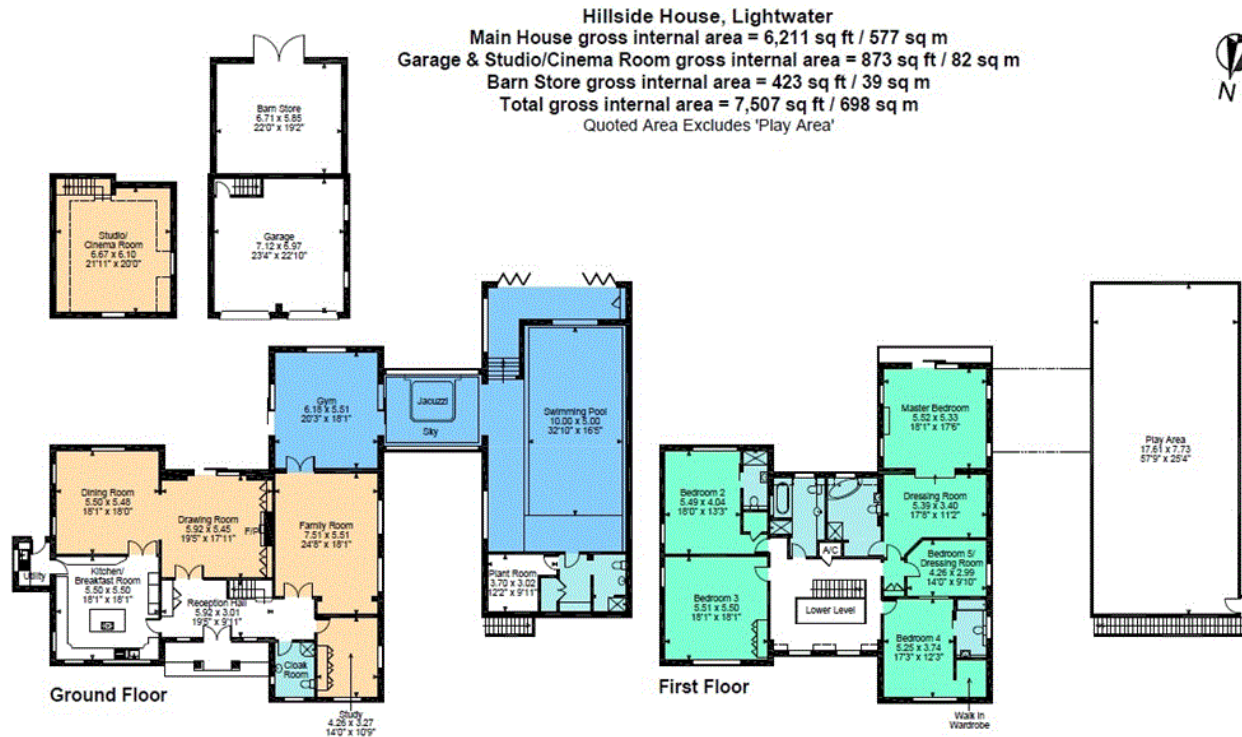 Hillside House, Lightwater
Main House gross internal area = 6,211 sq ft / 577 sq m
Garage & Studio/Cinema Room gross internal area = 873 sq ft / 82 sq m
Barn Store gross internal area = 423 sq ft / 39 sq m
Total gross internal area = 7,507 sq ft / 698 sq m
Quoted Area Excludes 'Play Area'
N
Barn Store
6.71 x 5.85
22'0" x 19'2"
Studio/
Cinema Room
6.67 x 6.10
21'11" x 20'0"
Garage
7.12 x 6.97
23'4" x 22'10"
Gym
6.18 x 5.51
20'3" x 18'1"
Jacuzzi
Sky
Swimming Pool
10.00 x 5.00
32'10" x 16'5"
Dining Room
5.50 x 5.48
18'1" x 18'0"
Drawing Room
5.92 x 5.45
19'5" x 17'11"
F/P
Family Room
7.51 x 5.51
24'8" x 18'1"
Utility
Kitchen/
Breakfast Room
5.50 x 5.50
18'1" x 18'1"
Reception Hall
5.92 x 3.01
19'5" x 9'11"
Plant Room
3.70 x 3.02
12'2" x 9'11"
Cloak
Room
Study
4.26 x 3.27
14'0" x 10'9"
Ground Floor
Master Bedroom
5.52 x 5.33
18'1" x 17'6"
Play Area
17.61 x 7.73
57'9" x 25'4"
Bedroom 2
5.49 x 4.04
18'0" x 13'3"
Dressing Room
5.39 x 3.40
17'8" x 11'2"
A/C
Bedroom 5/
Dressing Room
4.26 x 2.99
14'0" x 9'10"
Bedroom 3
5.51 x 5.50
18'1" x 18'1"
Lower Level
Bedroom 4
5.25 x 3.74
17'3" x 12'3"
Walk In
Wardrobe
First Floor